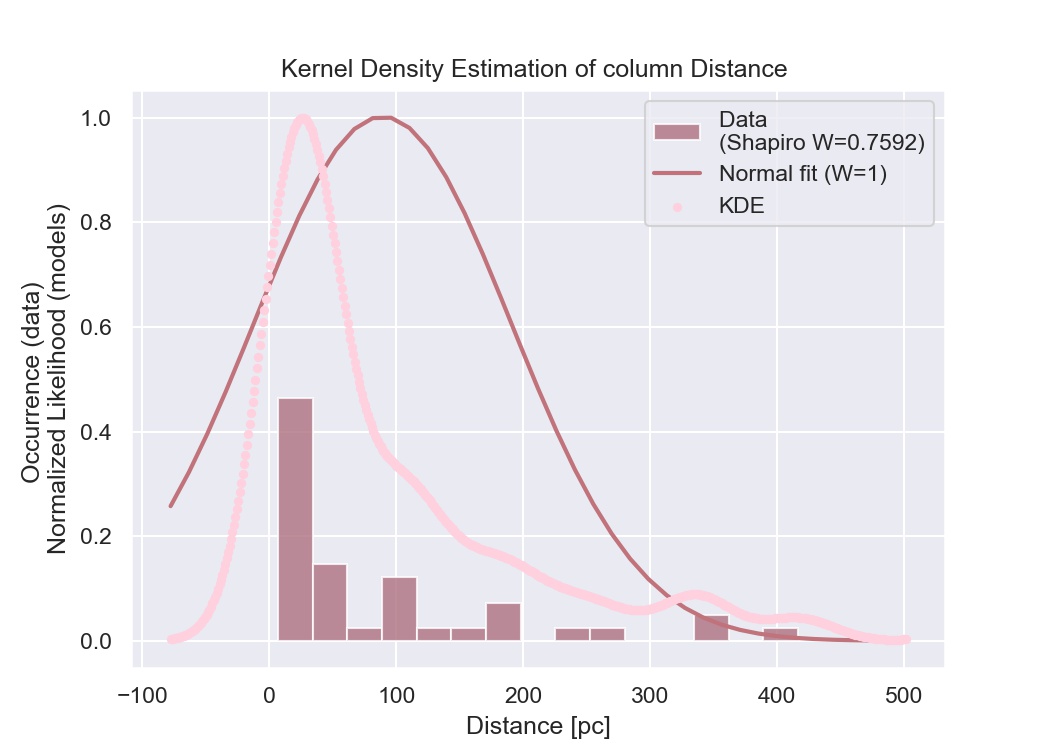 Kernel Density Estimation of column Distance
Occurrence (data)
Normalized Likelihood (models)
1.0
0.8
0.6
0.4
0.2
0.0
Data
(Shapiro W=0.7592)
Normal fit (W=1)
KDE
−100
0
100
200
300
400
500
Distance [pc]